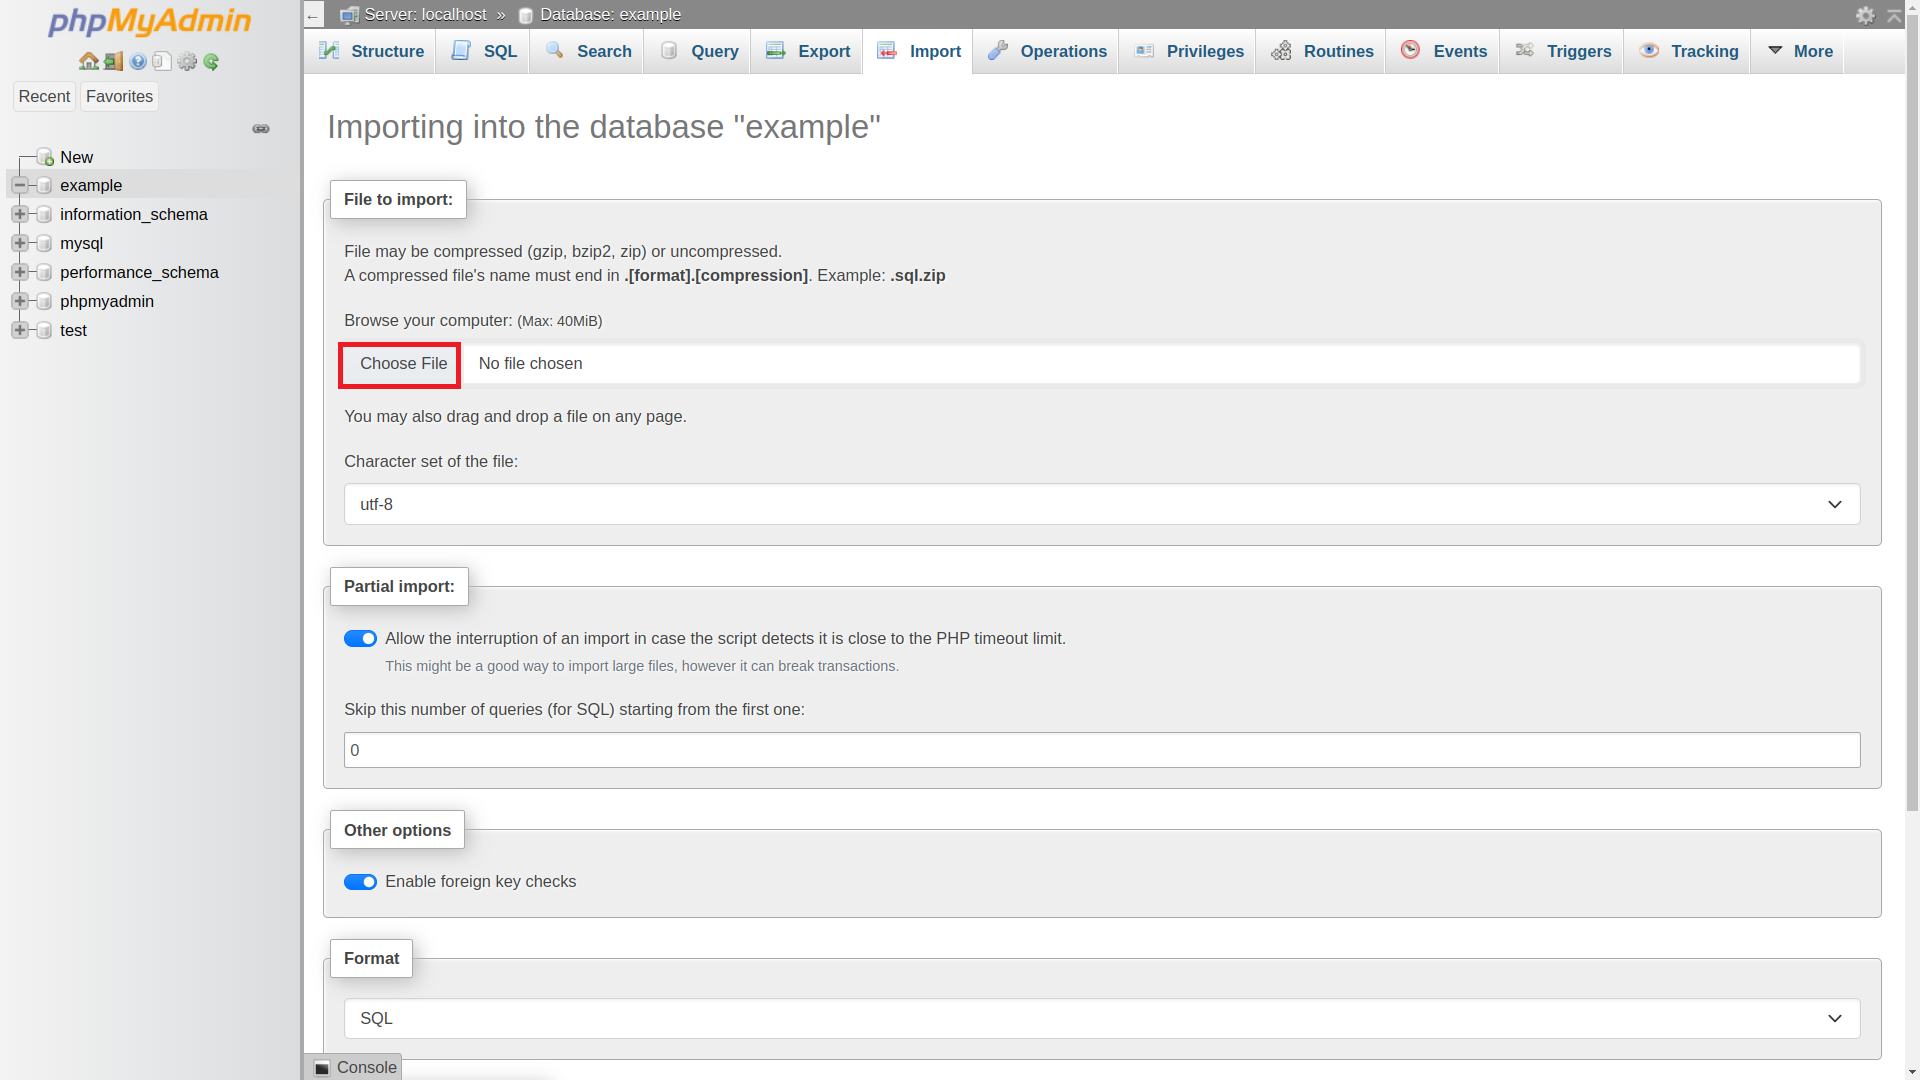 phpMyAdmin
Recent
Favorites
New
example
information_schema
mysql
performance_schema
phpmyadmin
test
← Server: localhost » Database: example
Structure
SQL
Search
Query
Export
Import
Operations
Privileges
Routines
Events
Triggers
Tracking
More
Importing into the database "example"
File to import:
File may be compressed (gzip, bzip2, zip) or uncompressed.
A compressed file's name must end in .[format].[compression]. Example: .sql.zip
Browse your computer: (Max: 40MiB)
Choose File No file chosen
You may also drag and drop a file on any page.
Character set of the file:
utf-8
Partial import:
Allow the interruption of an import in case the script detects it is close to the PHP timeout limit.
This might be a good way to import large files, however it can break transactions.
Skip this number of queries (for SQL) starting from the first one:
0
Other options
Enable foreign key checks
Format
SQL
Console